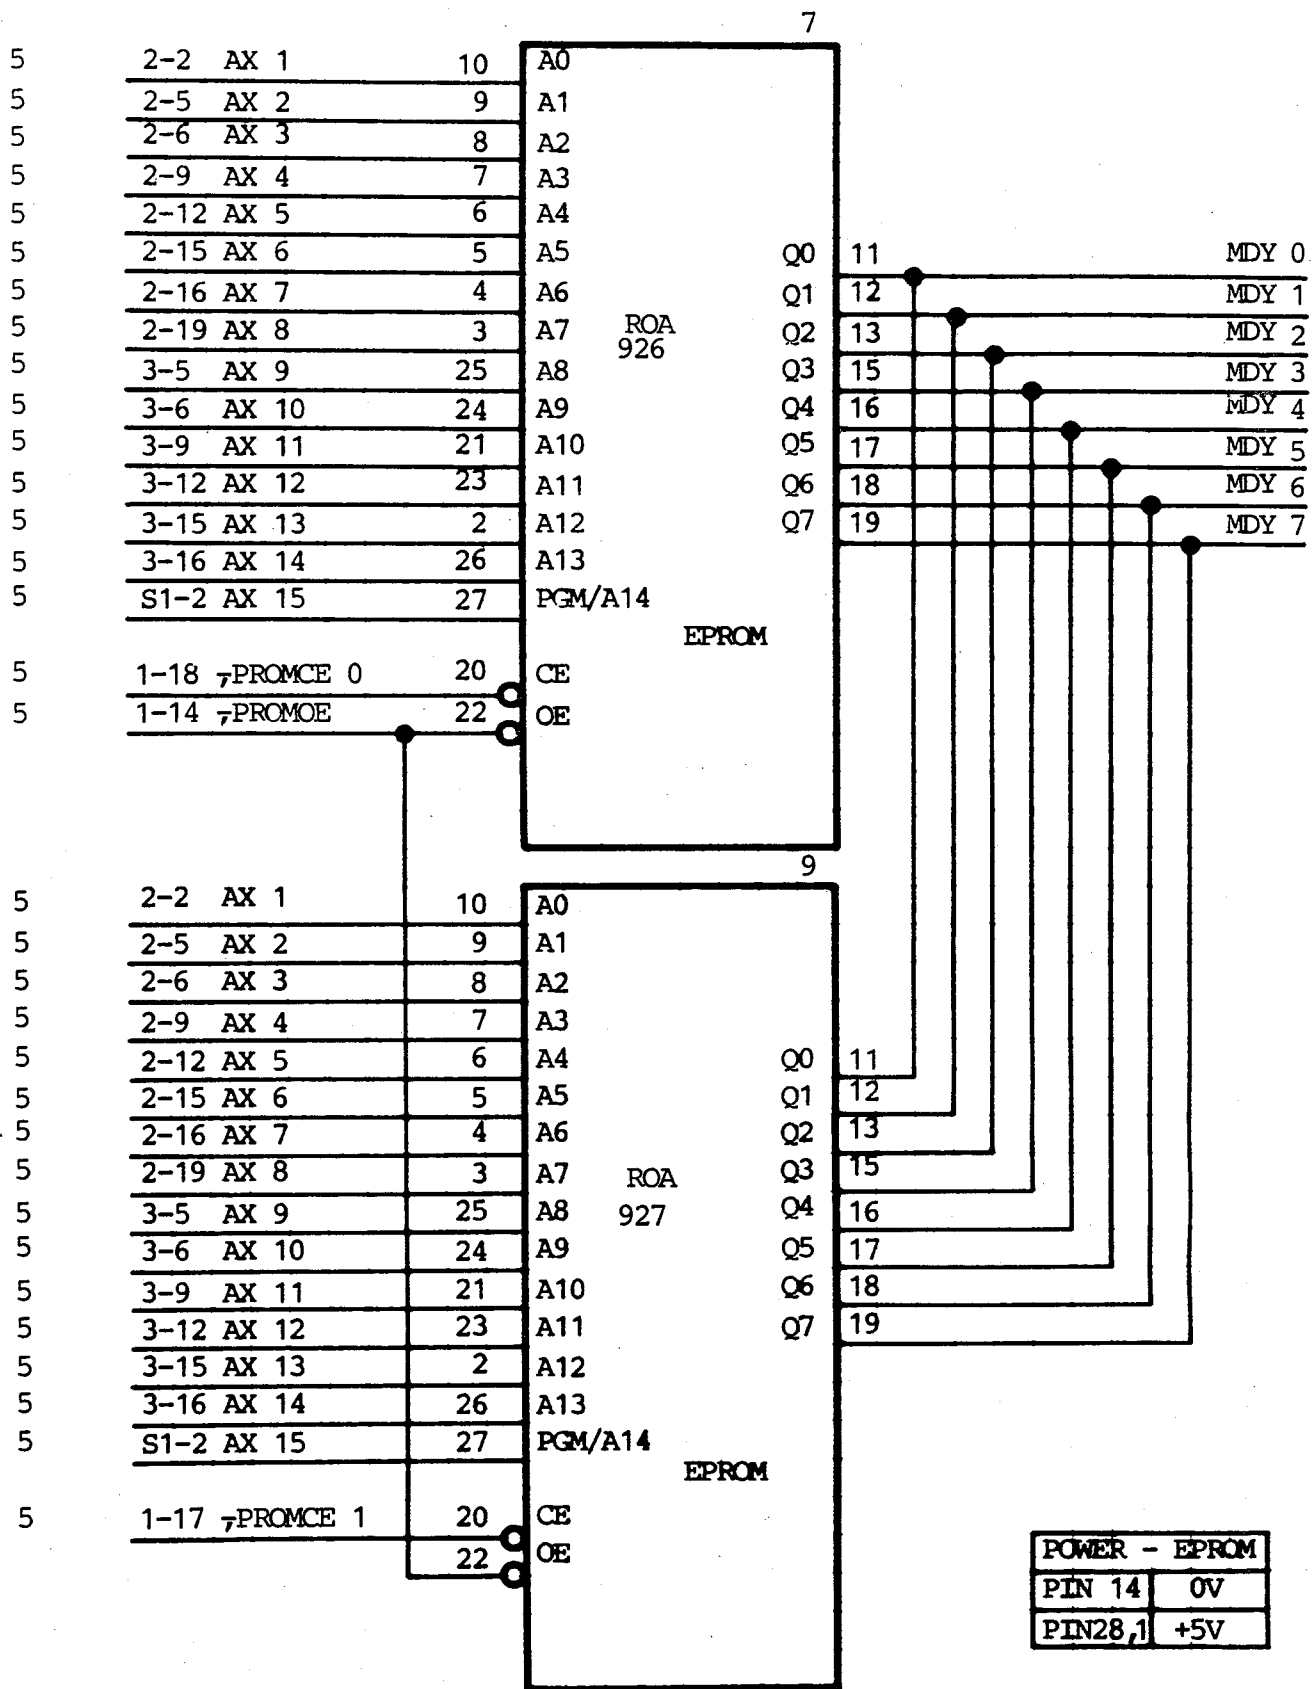 7
5 2-2 AX 1 10 A0
5 2-5 AX 2 9 A1
5 2-6 AX 3 8 A2
5 2-9 AX 4 7 A3
5 2-12 AX 5 6 A4
5 2-15 AX 6 5 A5 Q0 11 MDY 0
5 2-16 AX 7 4 A6 Q1 12 MDY 1
5 2-19 AX 8 3 A7 ROA Q2 13 MDY 2
926
5 3-5 AX 9 25 A8 Q3 15 MDY 3
5 3-6 AX 10 24 A9 Q4 16 MDY 4
5 3-9 AX 11 21 A10 Q5 17 MDY 5
5 3-12 AX 12 23 A11 Q6 18 MDY 6
5 3-15 AX 13 2 A12 Q7 19 MDY 7
5 3-16 AX 14 26 A13
5 S1-2 AX 15 27 PGM/A14
EPROM
5 1-18 ¬PROMCE 0 20 CE
5 1-14 ¬PROMOE 22 OE
9
5 2-2 AX 1 10 A0
5 2-5 AX 2 9 A1
5 2-6 AX 3 8 A2
5 2-9 AX 4 7 A3
5 2-12 AX 5 6 A4 Q0 11
5 2-15 AX 6 5 A5 Q1 12
5 2-16 AX 7 4 A6 Q2 13
5 2-19 AX 8 3 A7 ROA Q3 15
5 3-5 AX 9 25 A8 927 Q4 16
5 3-6 AX 10 24 A9 Q5 17
5 3-9 AX 11 21 A10 Q6 18
5 3-12 AX 12 23 A11 Q7 19
5 3-15 AX 13 2 A12
5 3-16 AX 14 26 A13
5 S1-2 AX 15 27 PGM/A14
EPROM
5 1-17 ¬PROMCE 1 20 CE
22 OE
POWER - EPROM
PIN 14 0V
PIN28,1 +5V